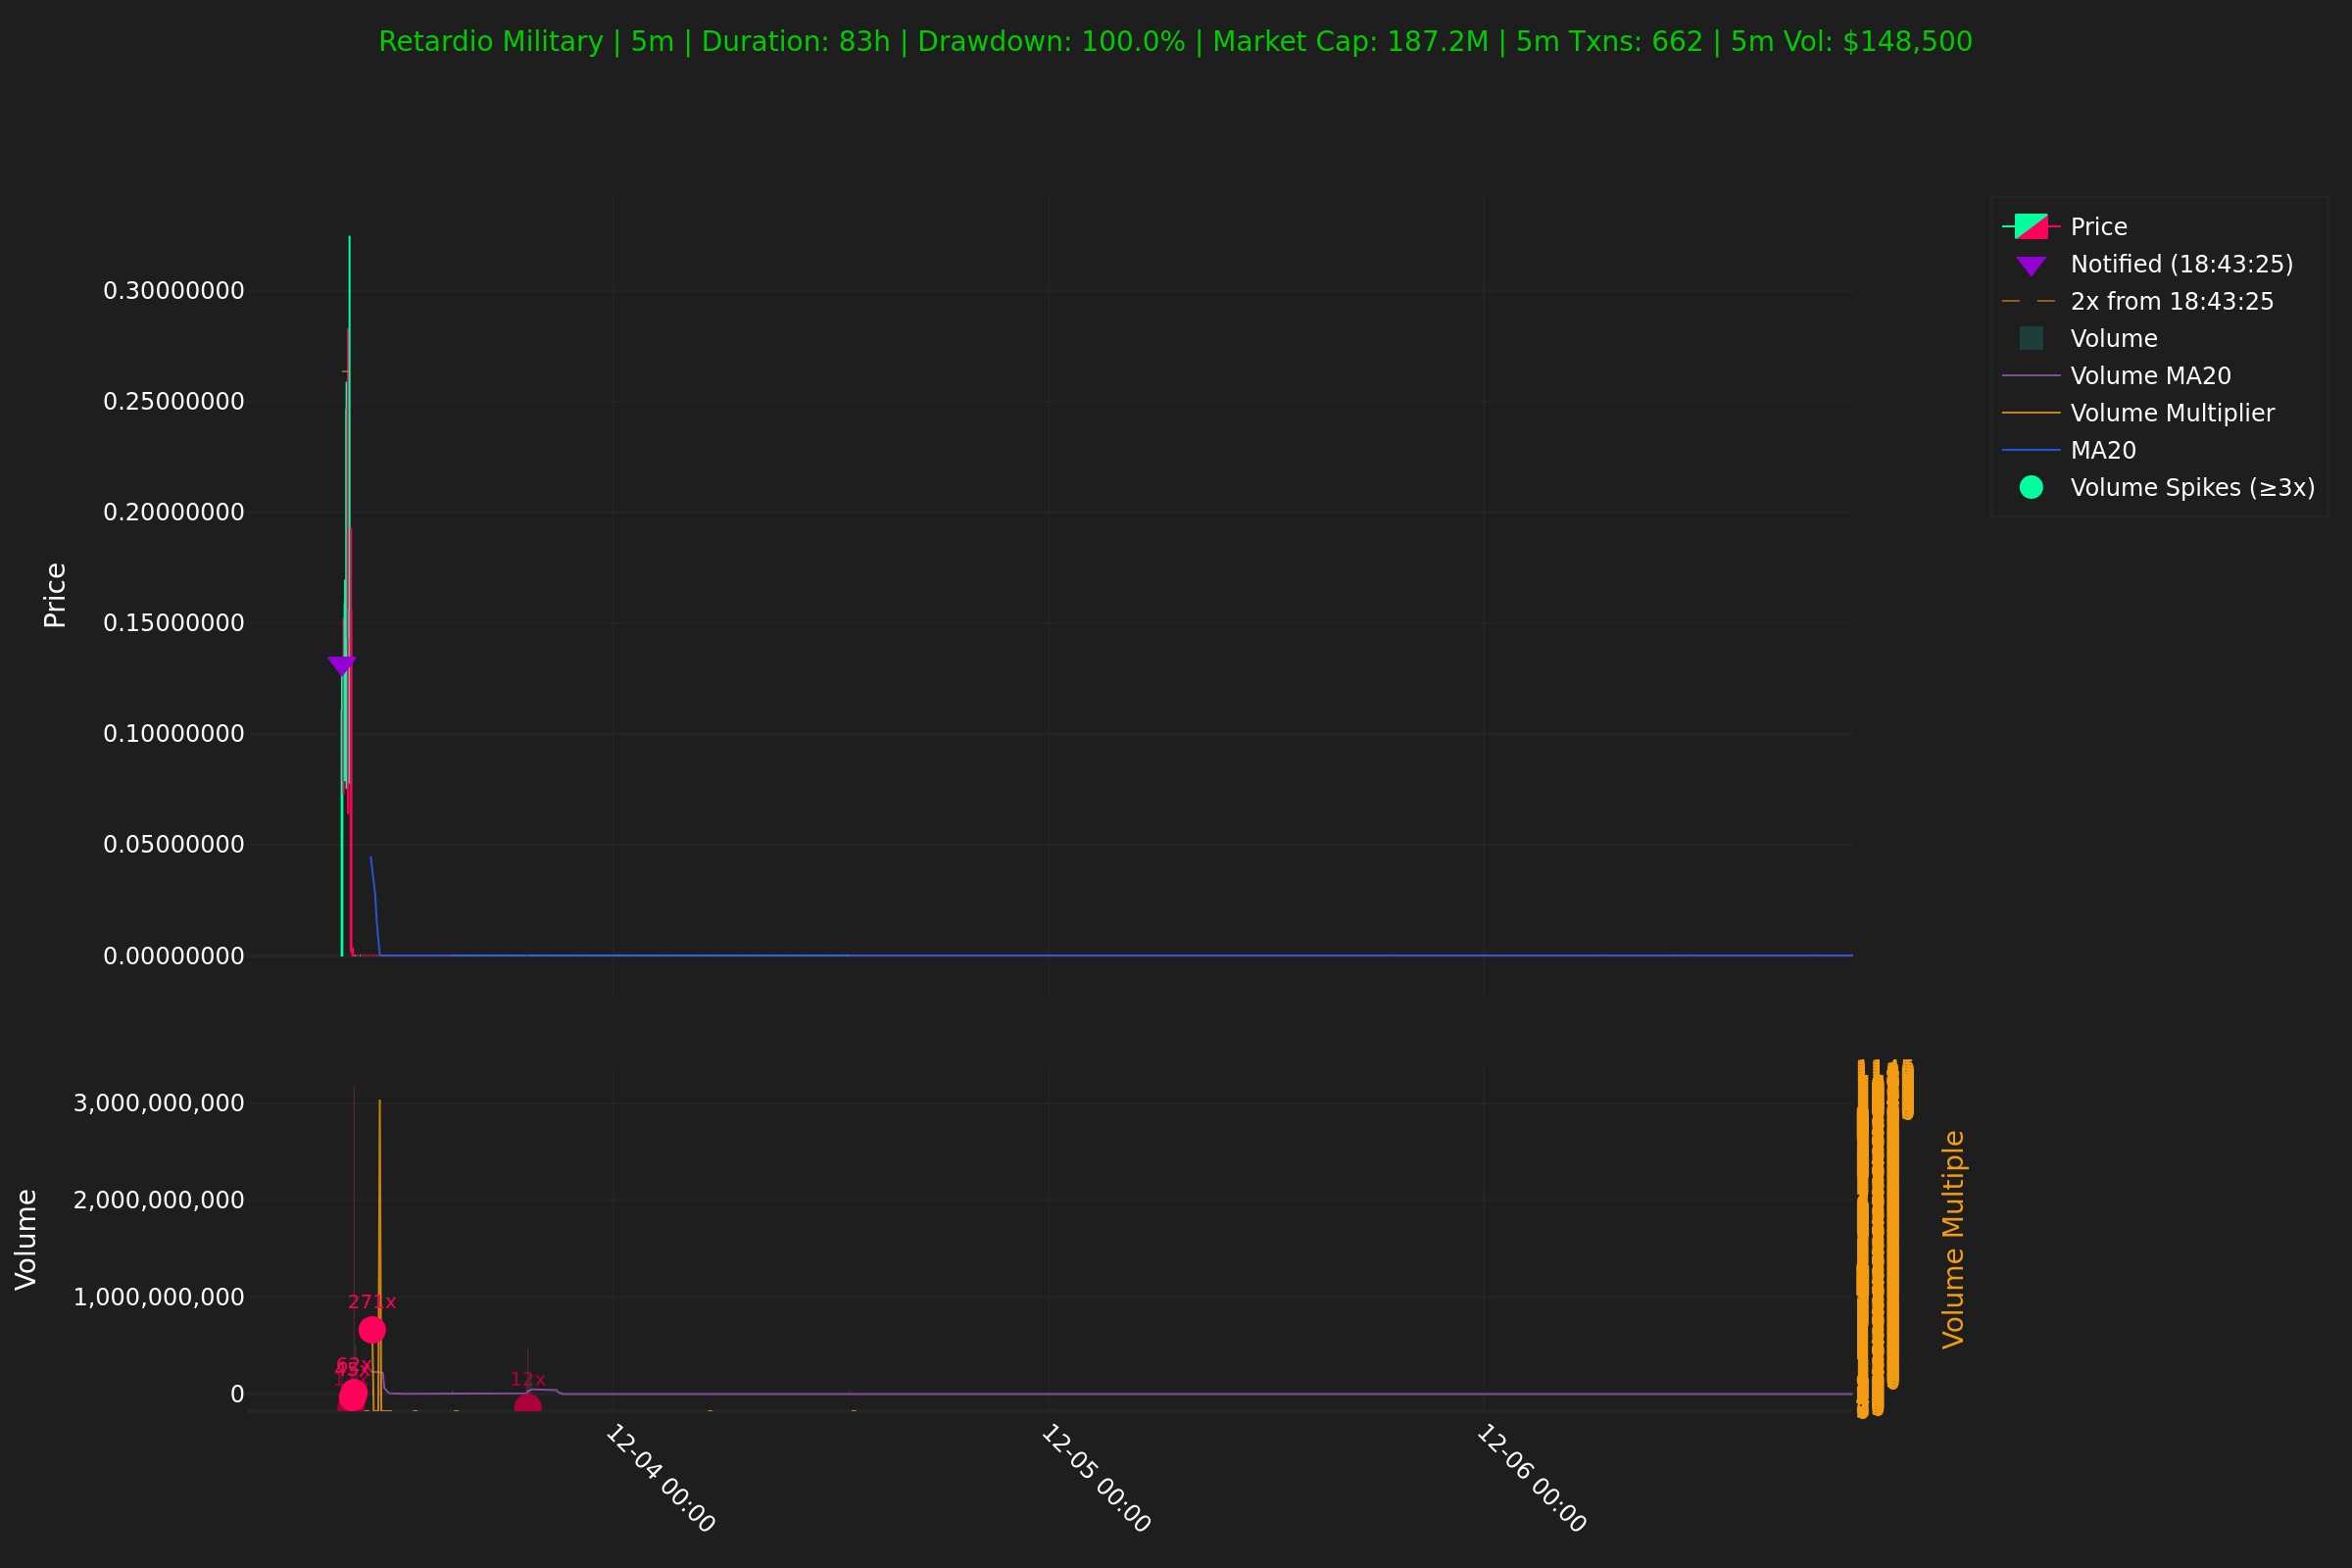 Retardio Military | 5m | Duration: 83h | Drawdown: 100.0% | Market Cap: 187.2M | 5m Txns: 662 | 5m Vol: $148,500
Price
Notified (18:43:25)
2x from 18:43:25
Volume
Volume MA20
Volume Multiplier
MA20
Volume Spikes (≥3x)
0.30000000
0.25000000
0.20000000
0.15000000
0.10000000
0.05000000
0.00000000
Price
3,000,000,000
2,000,000,000
1,000,000,000
0
Volume
271x
62x
45x
12x
Volume Multiple
12-04 00:00
12-05 00:00
12-06 00:00